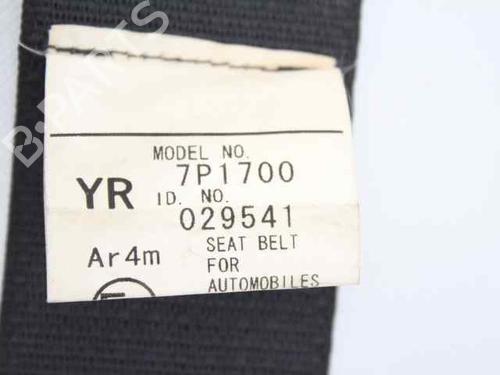 B-PARTS
MODEL NO.
7P1700
YR
ID. NO.
029541
Ar4m
SEAT BELT
FOR
AUTOMOBILES